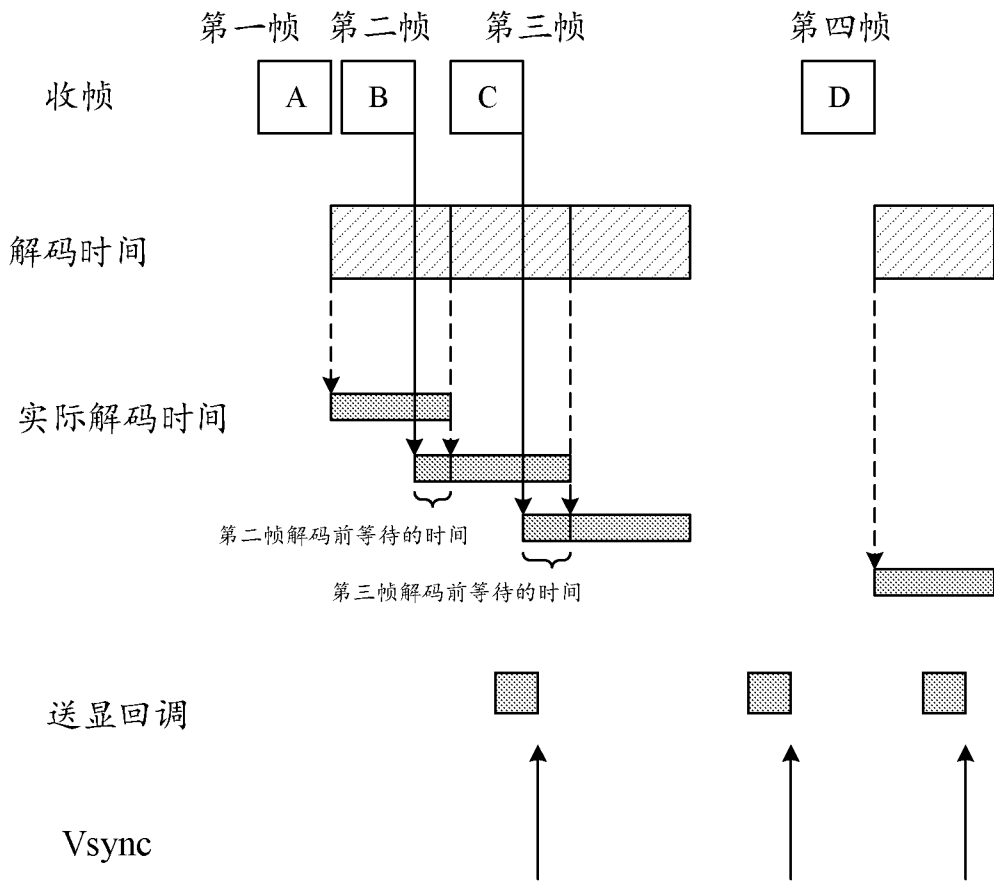 第一帧 第二帧 第三帧 第四帧
收帧 A B C D
解码时间
实际解码时间
第二帧解码前等待的时间
第三帧解码前等待的时间
送显回调
Vsync